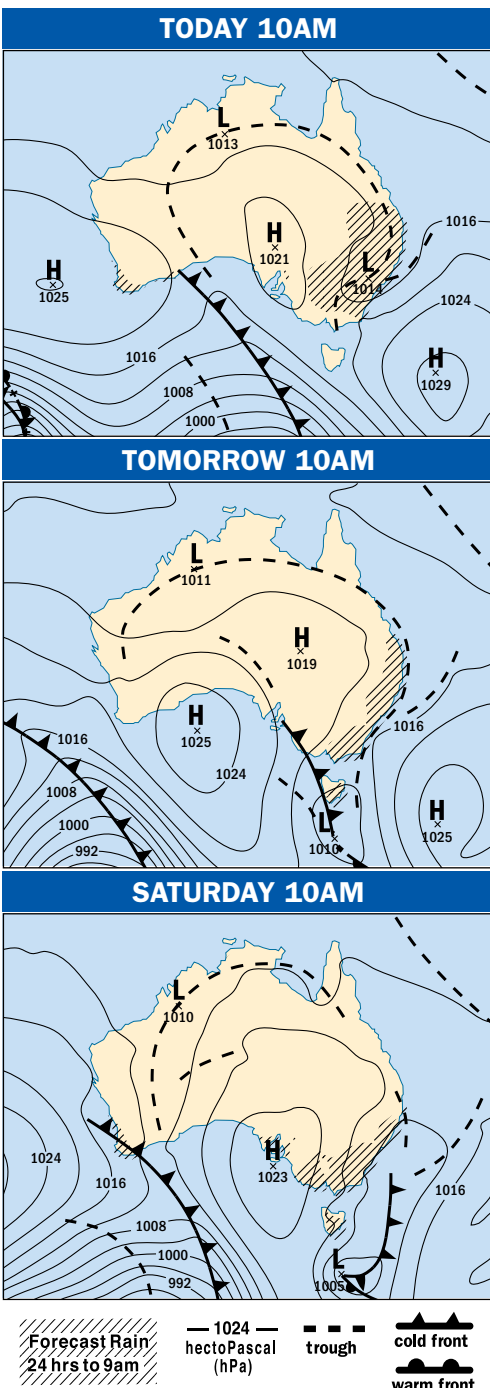 TODAY 10AM
L
1013
H
1021
1016
L
1014
H
1025
1024
H
1029
1016
1008
1000
TOMORROW 10AM
L
1011
H
1019
H
1025
1016
1016
1024
1008
H
1025
1000
L
1010
992
SATURDAY 10AM
L
1010
H
1023
1024
1016
1016
1008
1000
L
1005
992
Forecast Rain
24 hrs to 9am
1024
hectoPascal
(hPa)
trough
cold front
warm front